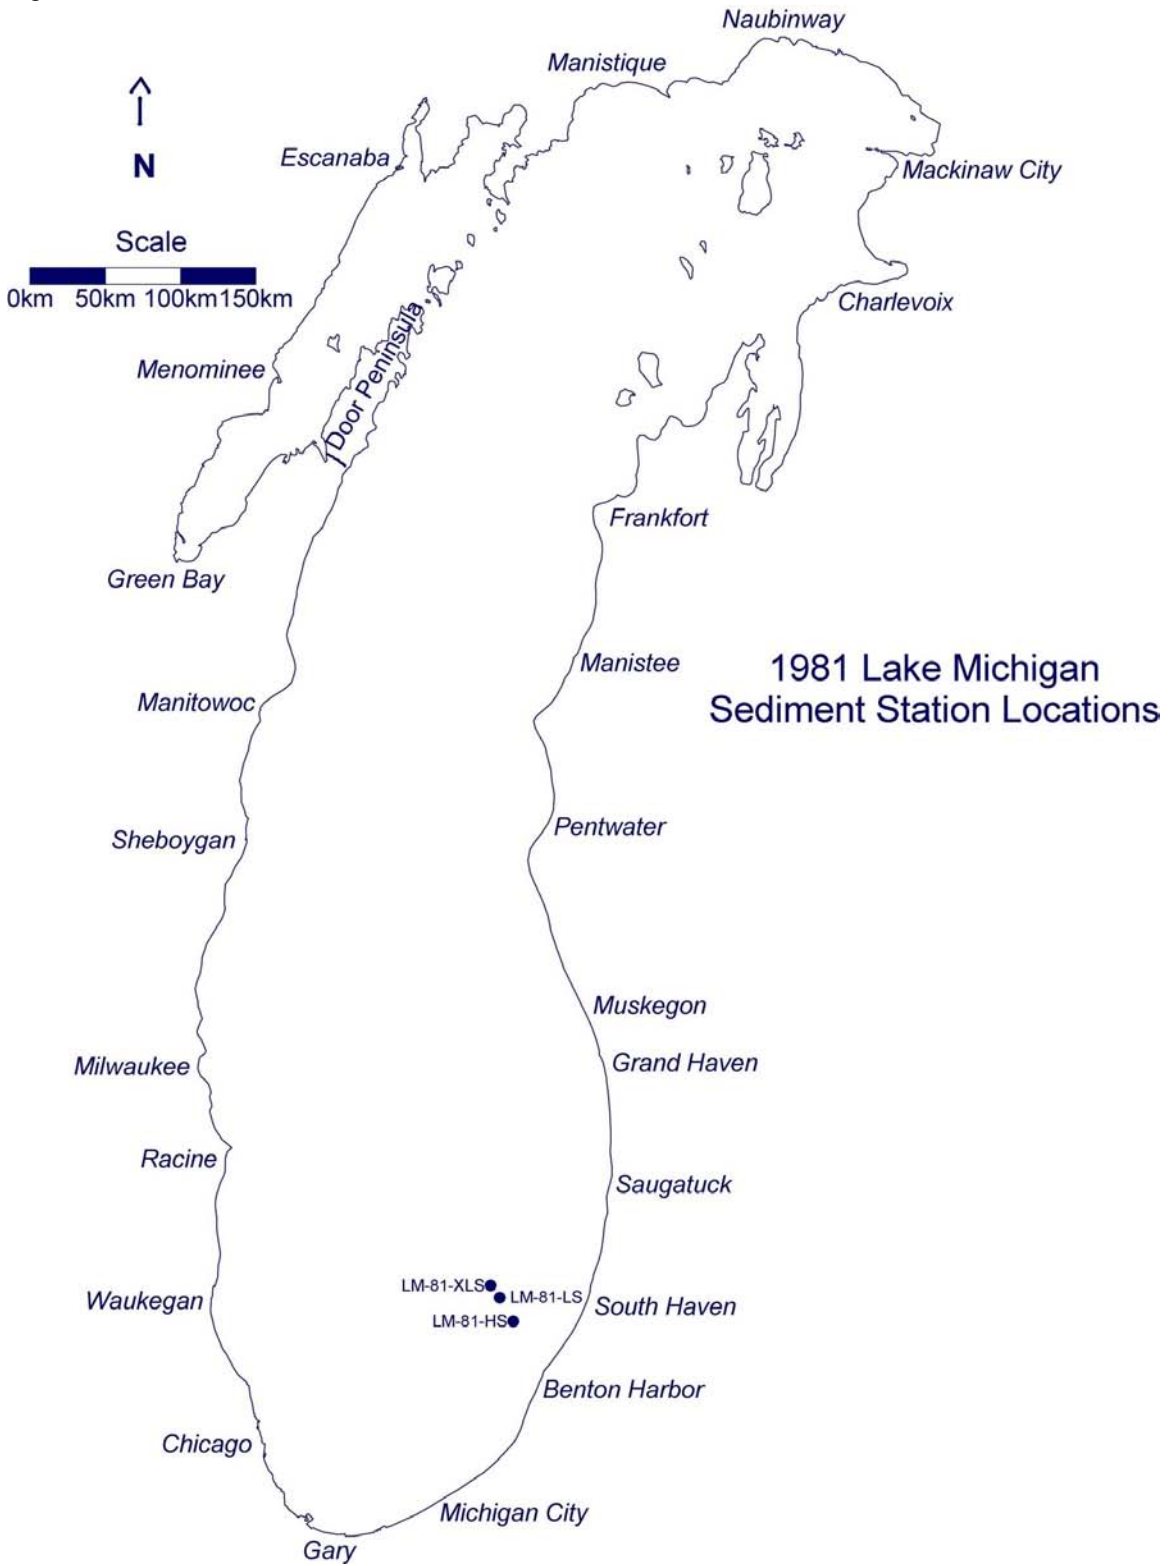 Naubinway
Manistique
Escanaba
N
Mackinaw City
Scale
0km 50km 100km 150km
Charlevoix
Door Peninsula
Menominee
Frankfort
Green Bay
Manistee
1981 Lake Michigan
Sediment Station Locations
Manitowoc
Pentwater
Sheboygan
Muskegon
Grand Haven
Milwaukee
Racine
Saugatuck
LM-81-XLS
LM-81-LS
Waukegan
South Haven
LM-81-HS
Benton Harbor
Chicago
Michigan City
Gary